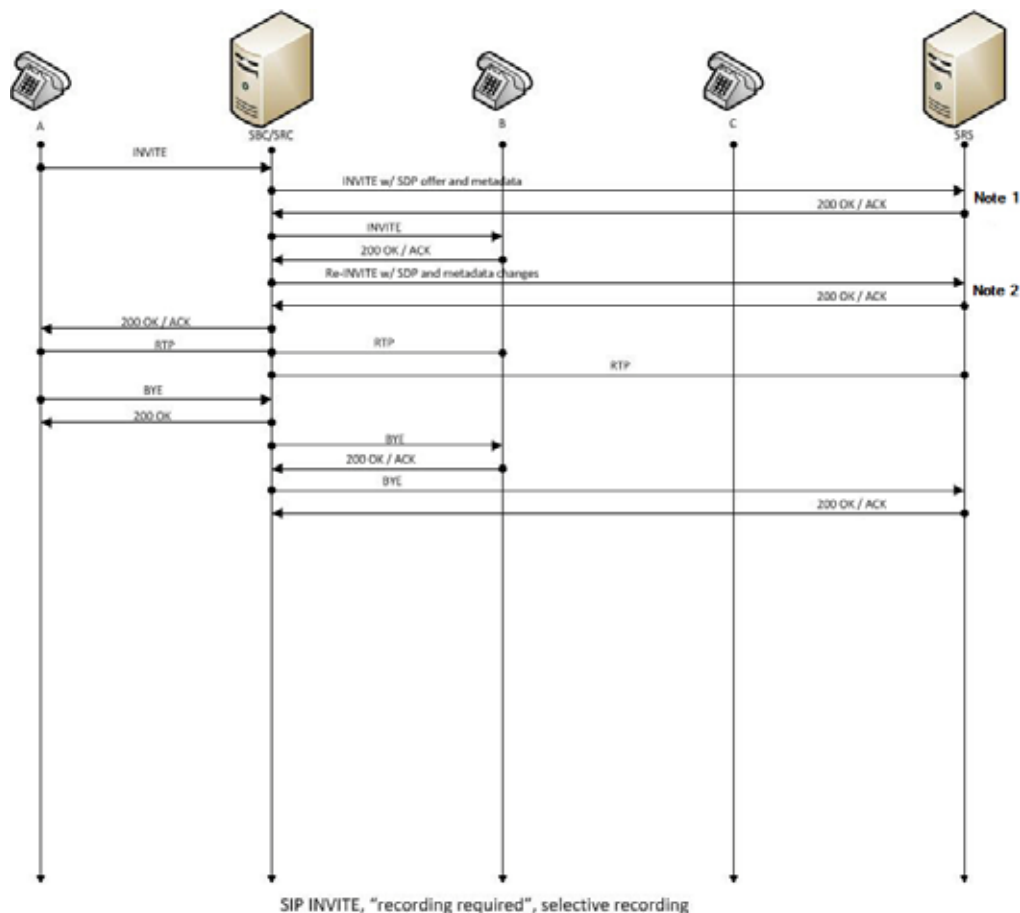 A
SBC/SRC
B
C
SRS
INVITE
INVITE w/ SDP offer and metadata
Note 1
200 OK / ACK
INVITE
200 OK / ACK
Re-INVITE w/ SDP and metadata changes
Note 2
200 OK / ACK
200 OK / ACK
RTP
RTP
RTP
BYE
200 OK
BYE
200 OK / ACK
BYE
200 OK / ACK
SIP INVITE, "recording required", selective recording